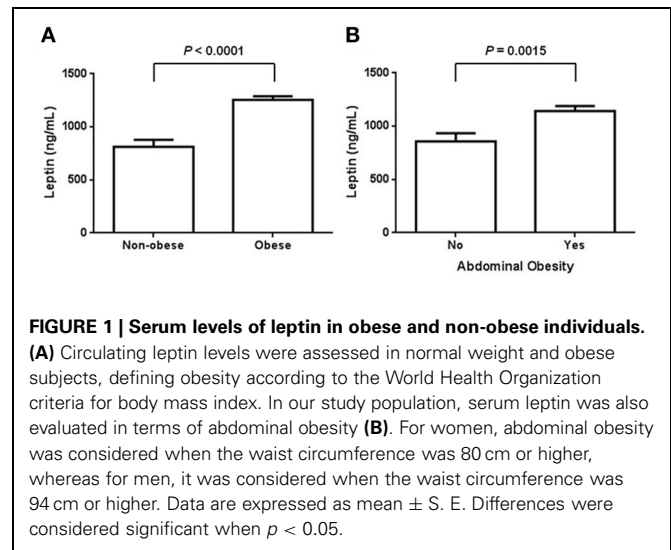 A
B
P < 0.0001
P = 0.0015
1500
1000
500
0
Leptin (ng/mL)
Non-obese Obese
1500
1000
500
0
Leptin (ng/mL)
No Yes
Abdominal Obesity
FIGURE 1 | Serum levels of leptin in obese and non-obese individuals.
(A) Circulating leptin levels were assessed in normal weight and obese
subjects, defining obesity according to the World Health Organization
criteria for body mass index. In our study population, serum leptin was also
evaluated in terms of abdominal obesity (B). For women, abdominal obesity
was considered when the waist circumference was 80 cm or higher,
whereas for men, it was considered when the waist circumference was
94 cm or higher. Data are expressed as mean ± S. E. Differences were
considered significant when p < 0.05.